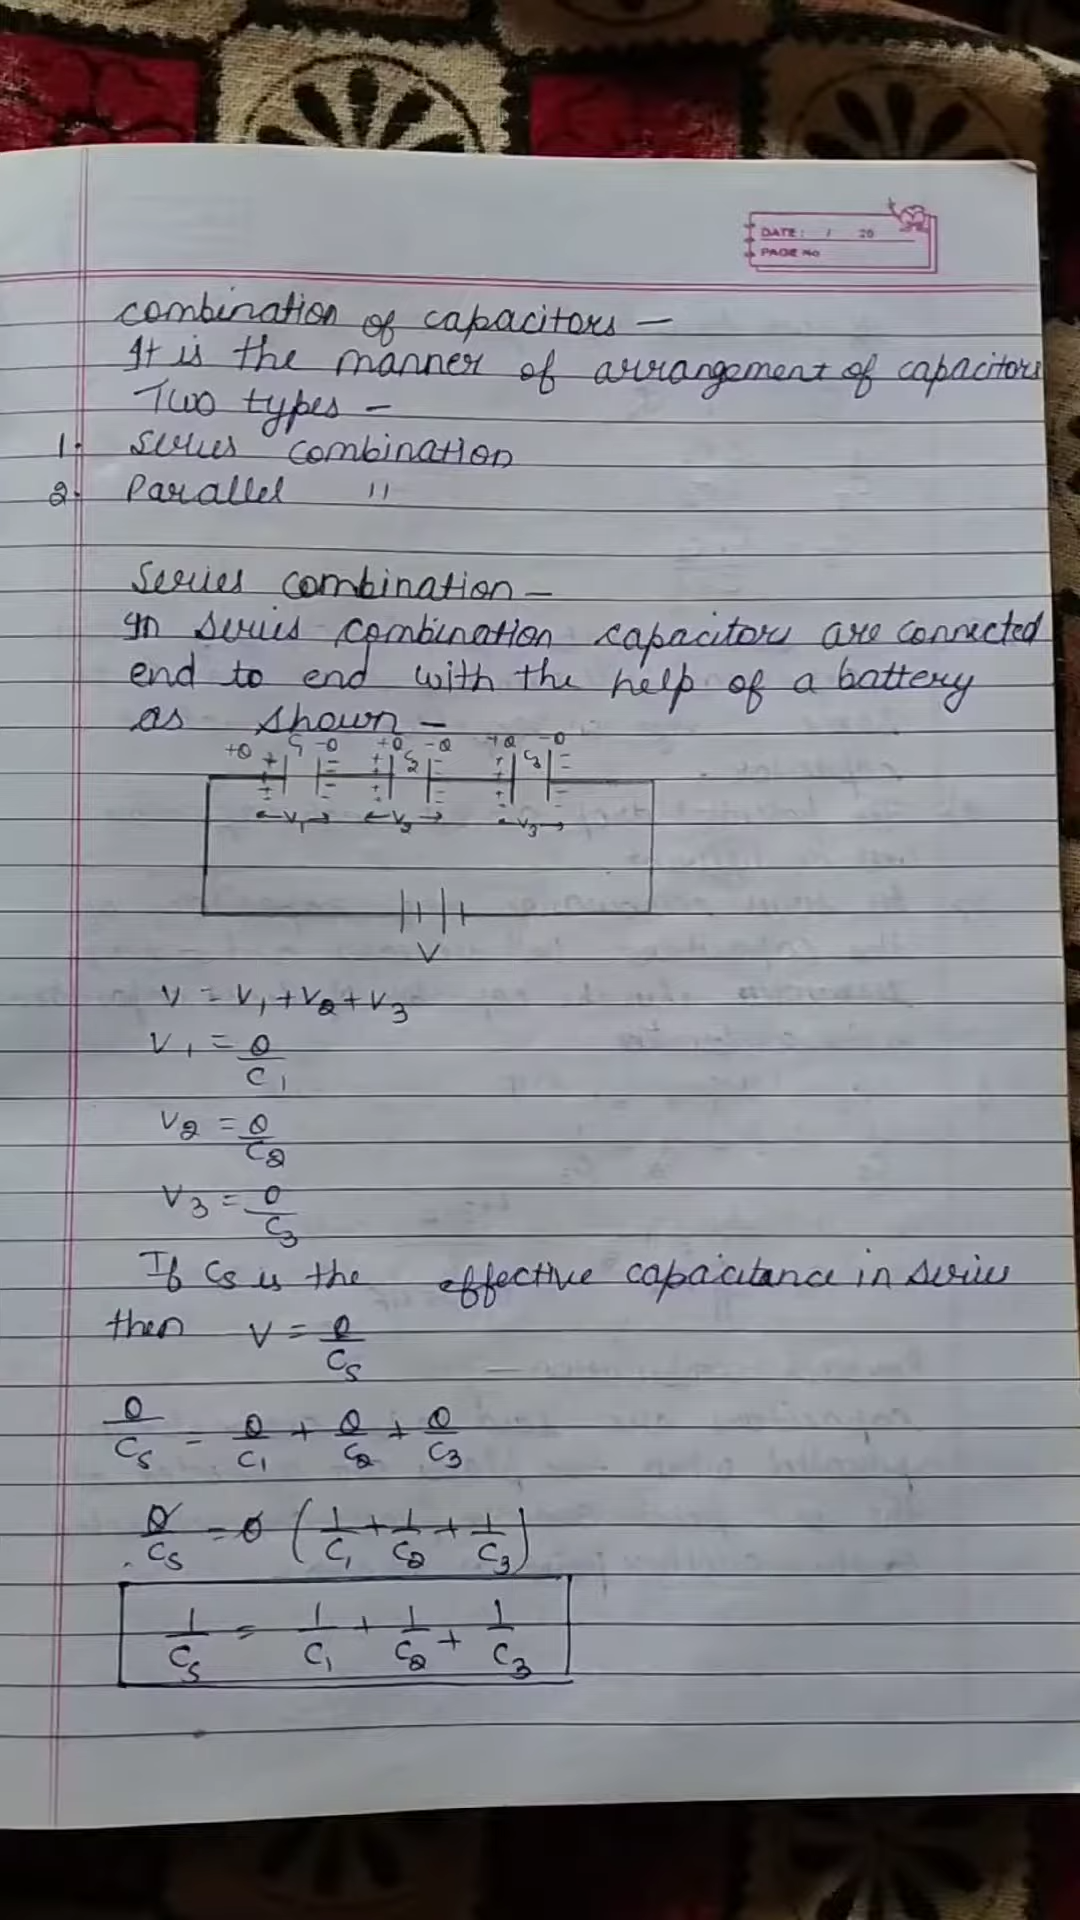 DATE: / 20
PAGE NO
combination of capacitors –
It is the manner of arrangement of capacitors
Two types –
1. Series combination
2. Parallel "
Series combination –
In series combination capacitors are connected
end to end with the help of a battery
as shown –
+Q C1 -Q +Q C2 -Q +Q C3 -Q
V1 V2 V3
V
V = V1 + V2 + V3
V1 = Q/C1
V2 = Q/C2
V3 = Q/C3
If Cs is the effective capacitance in series
then V = Q/Cs
Q/Cs = Q/C1 + Q/C2 + Q/C3
Q/Cs = Q (1/C1 + 1/C2 + 1/C3)
1/Cs = 1/C1 + 1/C2 + 1/C3